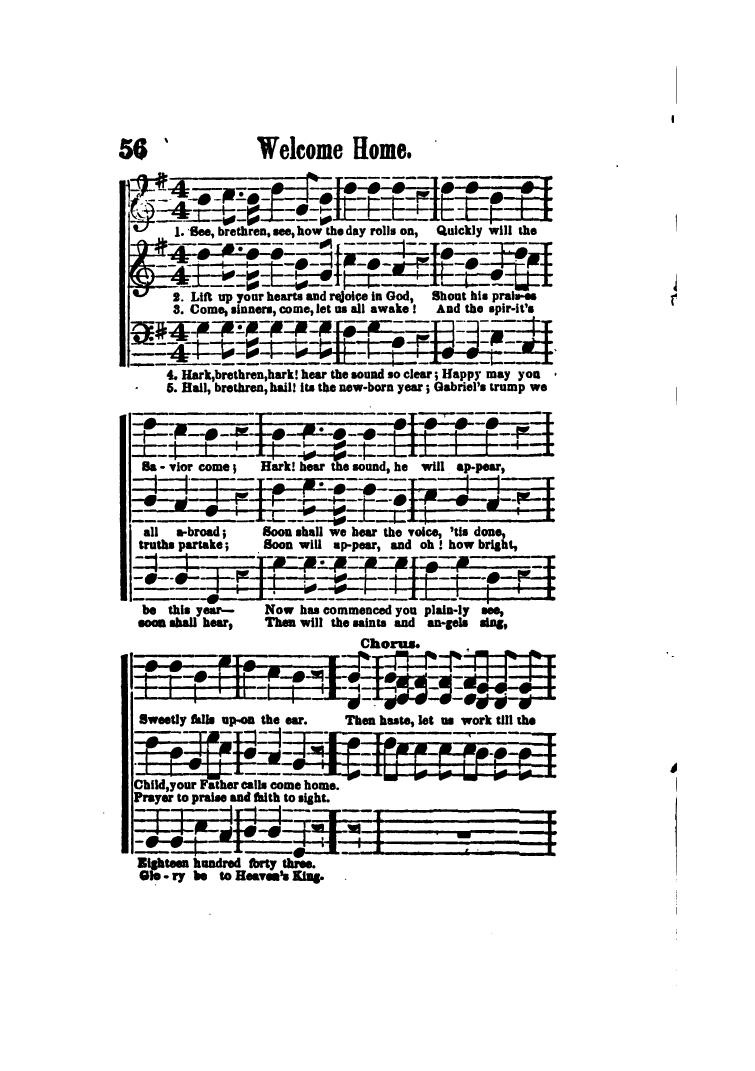 56 Welcome Home.
1. See, brethren, see, how the day rolls on, Quickly will the
2. Lift up your hearts and rejoice in God, Shout his prais-es
3. Come, sinners, come, let us all awake! And the spir-it's
4. Hark, brethren, hark! hear the sound so clear; Happy may you
5. Hail, brethren, hail! its the new-born year; Gabriel's trump we
Sa-vior come; Hark! hear the sound, he will ap-pear,
all a-broad; Soon shall we hear the voice, 'tis done,
truths partake; Soon will ap-pear, and oh! how bright,
be this year— Now has commenced you plain-ly see,
soon shall hear, Then will the saints and an-gels sing,
Chorus.
Sweetly falls up-on the ear. Then haste, let us work till the
Child, your Father calls come home.
Prayer to praise and faith to sight.
Eighteen hundred forty three.
Glo-ry be to Heaven's King.